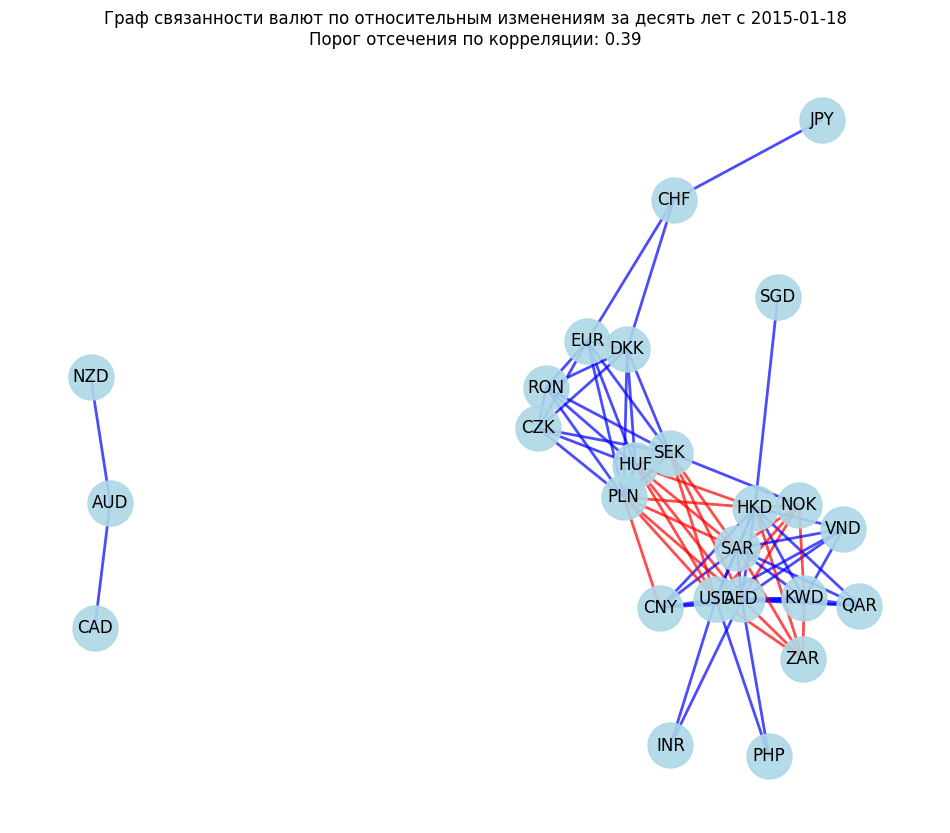 Граф связанности валют по относительным изменениям за десять лет с 2015-01-18
Порог отсечения по корреляции: 0.39
JPY
CHF
SGD
EUR
DKK
NZD
RON
CZK
SEK
HUF
PLN
AUD
HKD
NOK
VND
SAR
CNY
USD
AED
KWD
QAR
CAD
ZAR
INR
PHP